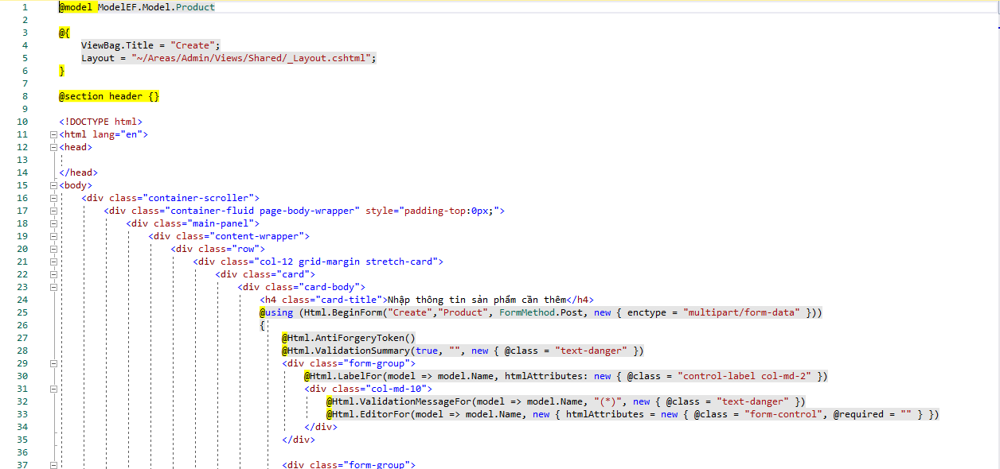 1 @model ModelEF.Model.Product
2
3 @{
4 ViewBag.Title = "Create";
5 Layout = "~/Areas/Admin/Views/Shared/_Layout.cshtml";
6 }
7
8 @section header {}
9
10 <!DOCTYPE html>
11 <html lang="en">
12 <head>
13
14 </head>
15 <body>
16 <div class="container-scroller">
17 <div class="container-fluid page-body-wrapper" style="padding-top:0px;">
18 <div class="main-panel">
19 <div class="content-wrapper">
20 <div class="row">
21 <div class="col-12 grid-margin stretch-card">
22 <div class="card">
23 <div class="card-body">
24 <h4 class="card-title">Nhập thông tin sản phẩm cần thêm</h4>
25 @using (Html.BeginForm("Create","Product", FormMethod.Post, new { enctype = "multipart/form-data" }))
26 {
27 @Html.AntiForgeryToken()
28 @Html.ValidationSummary(true, "", new { @class = "text-danger" })
29 <div class="form-group">
30 @Html.LabelFor(model => model.Name, htmlAttributes: new { @class = "control-label col-md-2" })
31 <div class="col-md-10">
32 @Html.ValidationMessageFor(model => model.Name, "(*)", new { @class = "text-danger" })
33 @Html.EditorFor(model => model.Name, new { htmlAttributes = new { @class = "form-control", @required = "" } })
34 </div>
35 </div>
36
37 <div class="form-group">